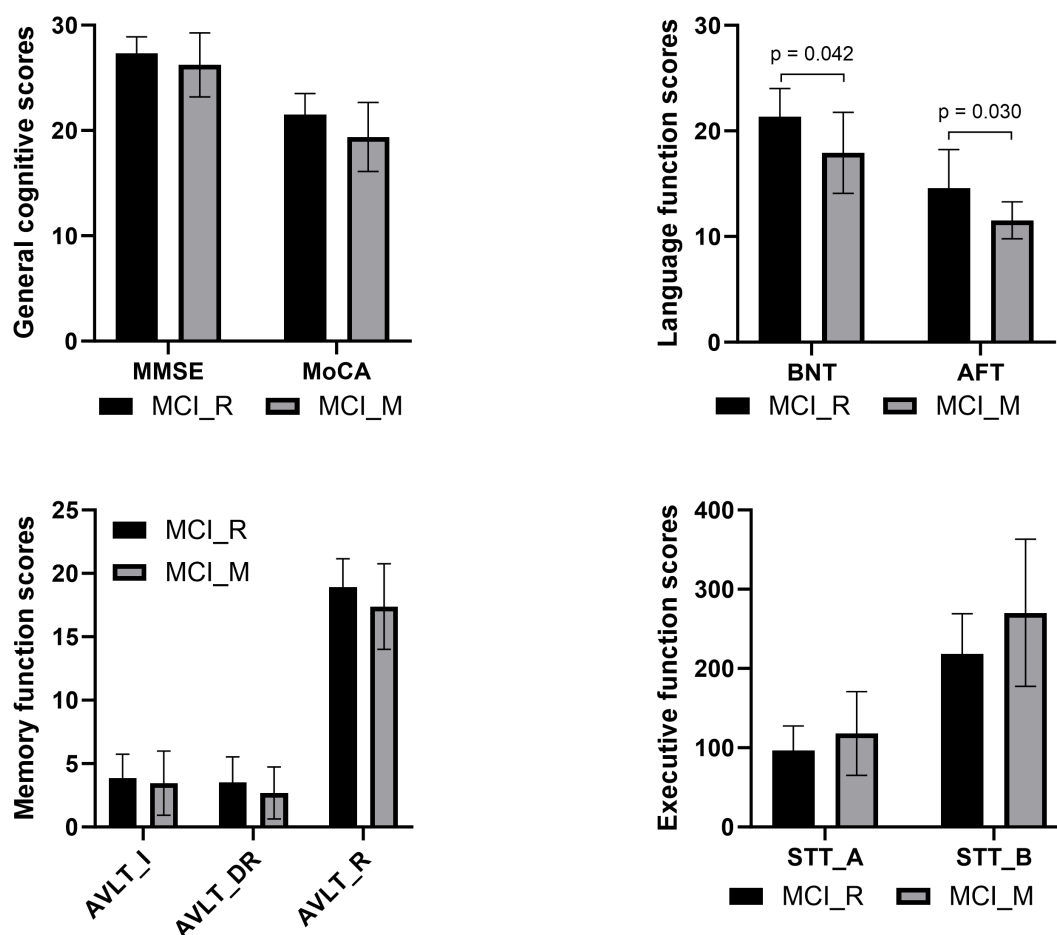 General cognitive scores
30
20
10
0
MMSE MoCA
MCI_R MCI_M
Language function scores
30
20
10
0
p = 0.042
p = 0.030
BNT AFT
MCI_R MCI_M
Memory function scores
25
20
15
10
5
0
MCI_R
MCI_M
AVLT_I AVLT_DR AVLT_R
Executive function scores
400
300
200
100
0
STT_A STT_B
MCI_R MCI_M